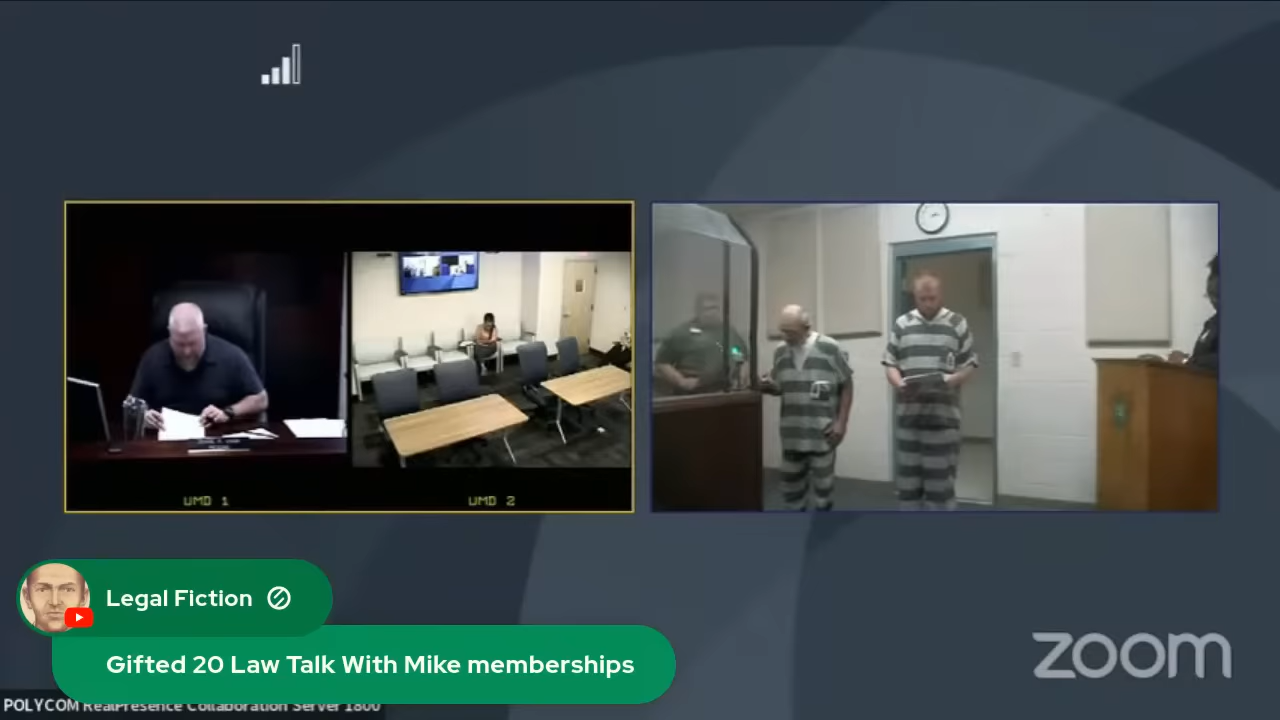 UMD 1
UMD 2
Legal Fiction
Gifted 20 Law Talk With Mike memberships
zoom
POLYCOM RealPresence Collaboration Server 1800